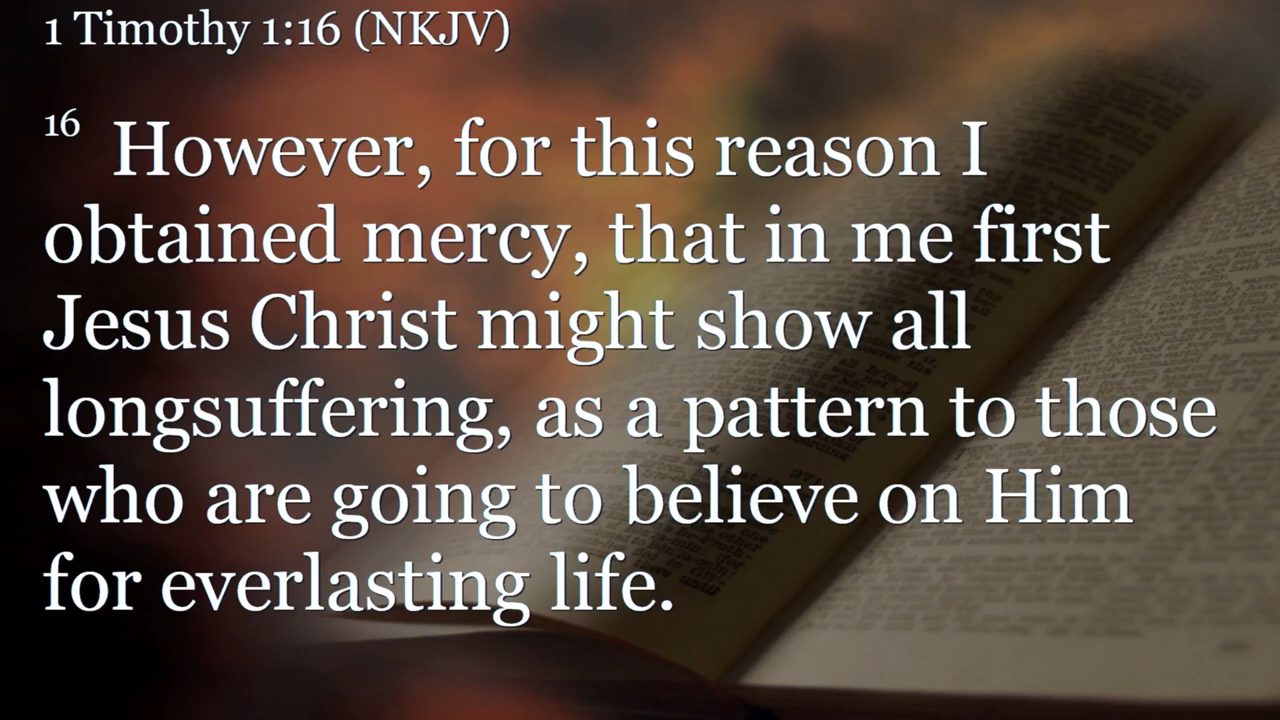 1 Timothy 1:16 (NKJV)
16 However, for this reason I
obtained mercy, that in me first
Jesus Christ might show all
longsuffering, as a pattern to those
who are going to believe on Him
for everlasting life.